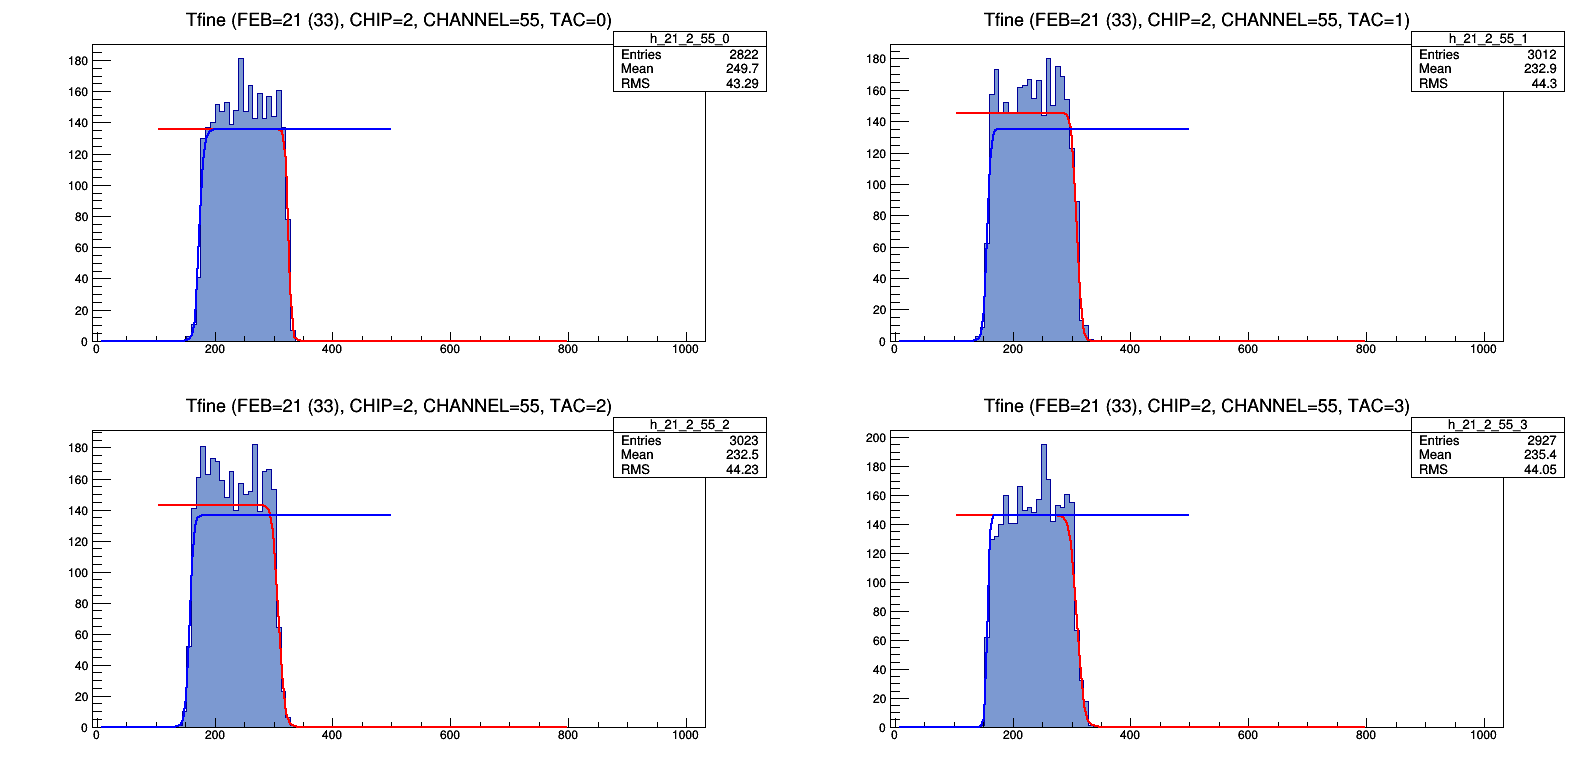 Tfine (FEB=21 (33), CHIP=2, CHANNEL=55, TAC=0)
h_21_2_55_0
Entries 2822
Mean 249.7
RMS 43.29
180
160
140
120
100
80
60
40
20
0
0 200 400 600 800 1000
Tfine (FEB=21 (33), CHIP=2, CHANNEL=55, TAC=1)
h_21_2_55_1
Entries 3012
Mean 232.9
RMS 44.3
180
160
140
120
100
80
60
40
20
0
0 200 400 600 800 1000
Tfine (FEB=21 (33), CHIP=2, CHANNEL=55, TAC=2)
h_21_2_55_2
Entries 3023
Mean 232.5
RMS 44.23
180
160
140
120
100
80
60
40
20
0
0 200 400 600 800 1000
Tfine (FEB=21 (33), CHIP=2, CHANNEL=55, TAC=3)
h_21_2_55_3
Entries 2927
Mean 235.4
RMS 44.05
200
180
160
140
120
100
80
60
40
20
0
0 200 400 600 800 1000